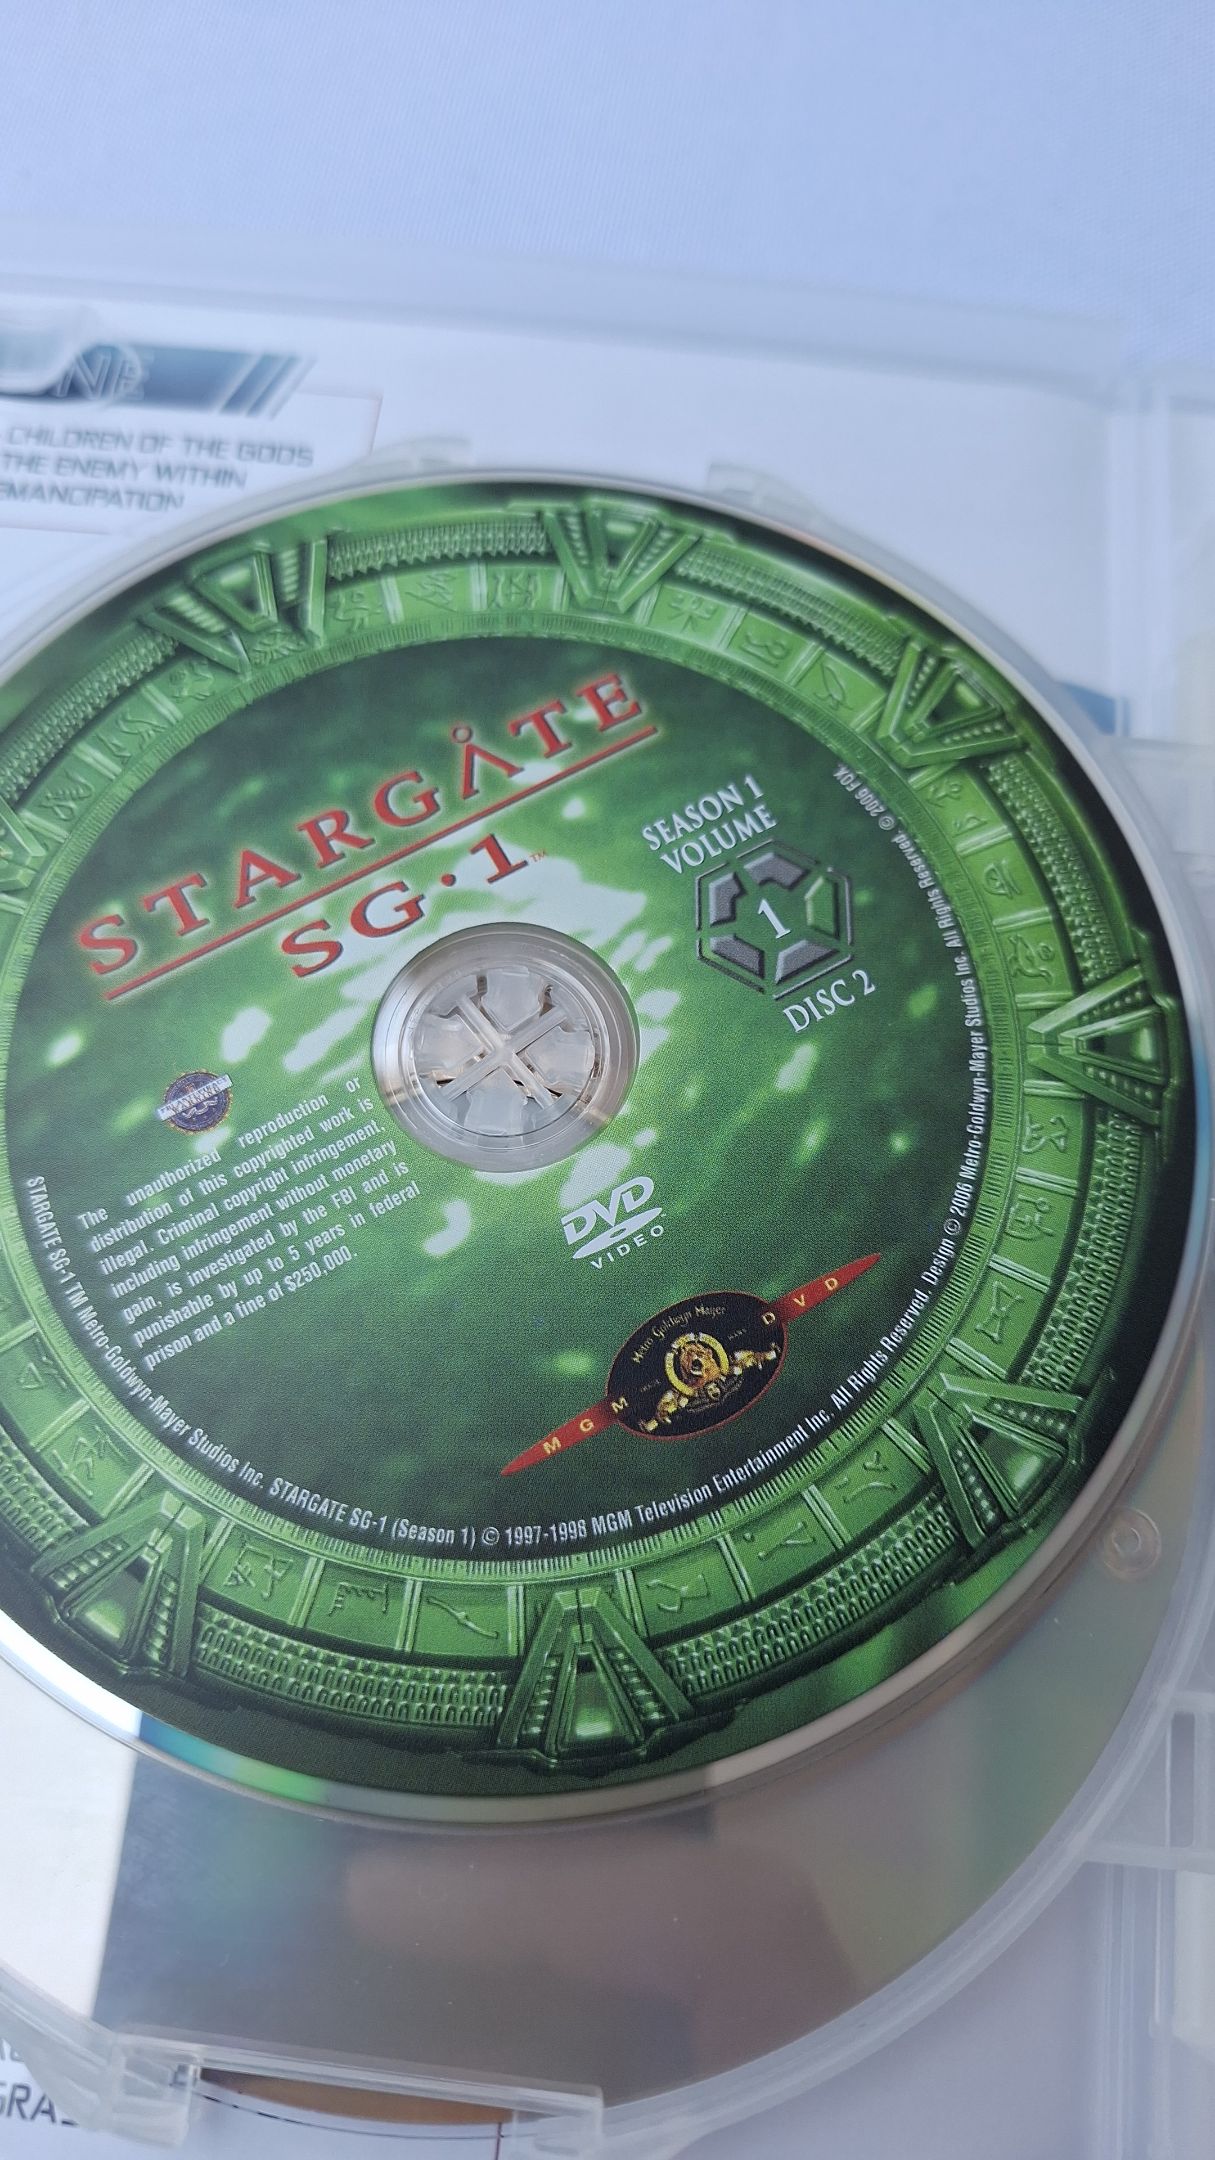 CHILDREN OF THE GODS
THE ENEMY WITHIN
EMANCIPATION
STARGATE
SG·1™
SEASON 1
VOLUME
1
DISC 2
The unauthorized reproduction or
distribution of this copyrighted work is
illegal. Criminal copyright infringement,
including infringement without monetary
gain, is investigated by the FBI and is
punishable by up to 5 years in federal
prison and a fine of $250,000.
DVD
VIDEO
Metro Goldwyn Mayer
MGM DVD
STARGATE SG-1 TM Metro-Goldwyn-Mayer Studios Inc. STARGATE SG-1 (Season 1) © 1997-1998 MGM Television Entertainment Inc. All Rights Reserved. Design © 2006 Metro-Goldwyn-Mayer Studios Inc. All Rights Reserved. © 2006 FOX.